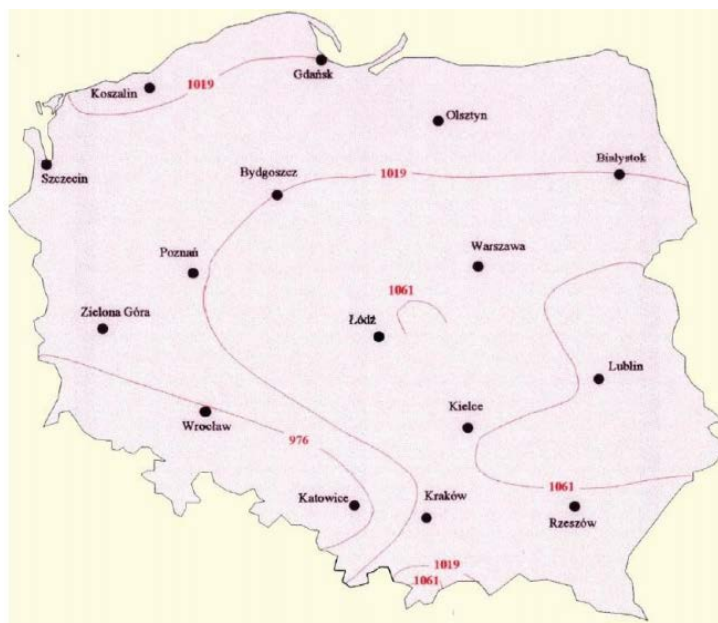 Gdańsk
1019
Koszalin
Olsztyn
Białystok
Szczecin
Bydgoszcz
1019
Poznań
Warszawa
1061
Zielona Góra
Łódź
Lublin
Kielce
Wrocław
976
1061
Katowice
Kraków
Rzeszów
1019
1061